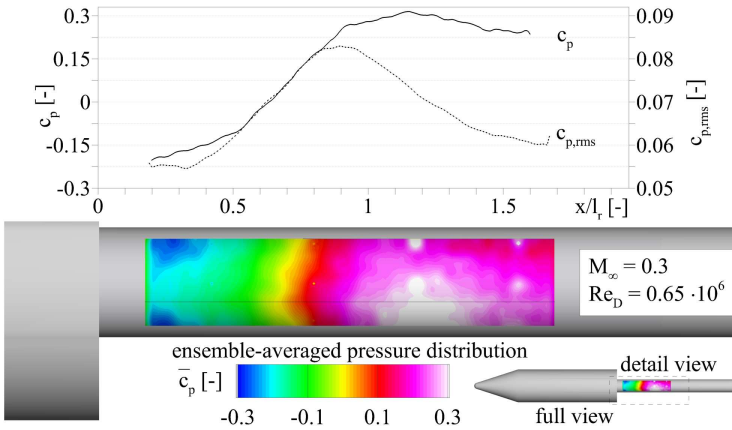 0.3
0.15
0
-0.15
-0.3
c_p [-]
0.09
0.08
0.07
0.06
0.05
c_p,rms [-]
c_p
c_p,rms
0 0.5 1 1.5 x/l_r [-]
M_∞ = 0.3
Re_D = 0.65 ·10^6
ensemble-averaged pressure distribution
c̅_p [-]
-0.3 -0.1 0.1 0.3
detail view
full view